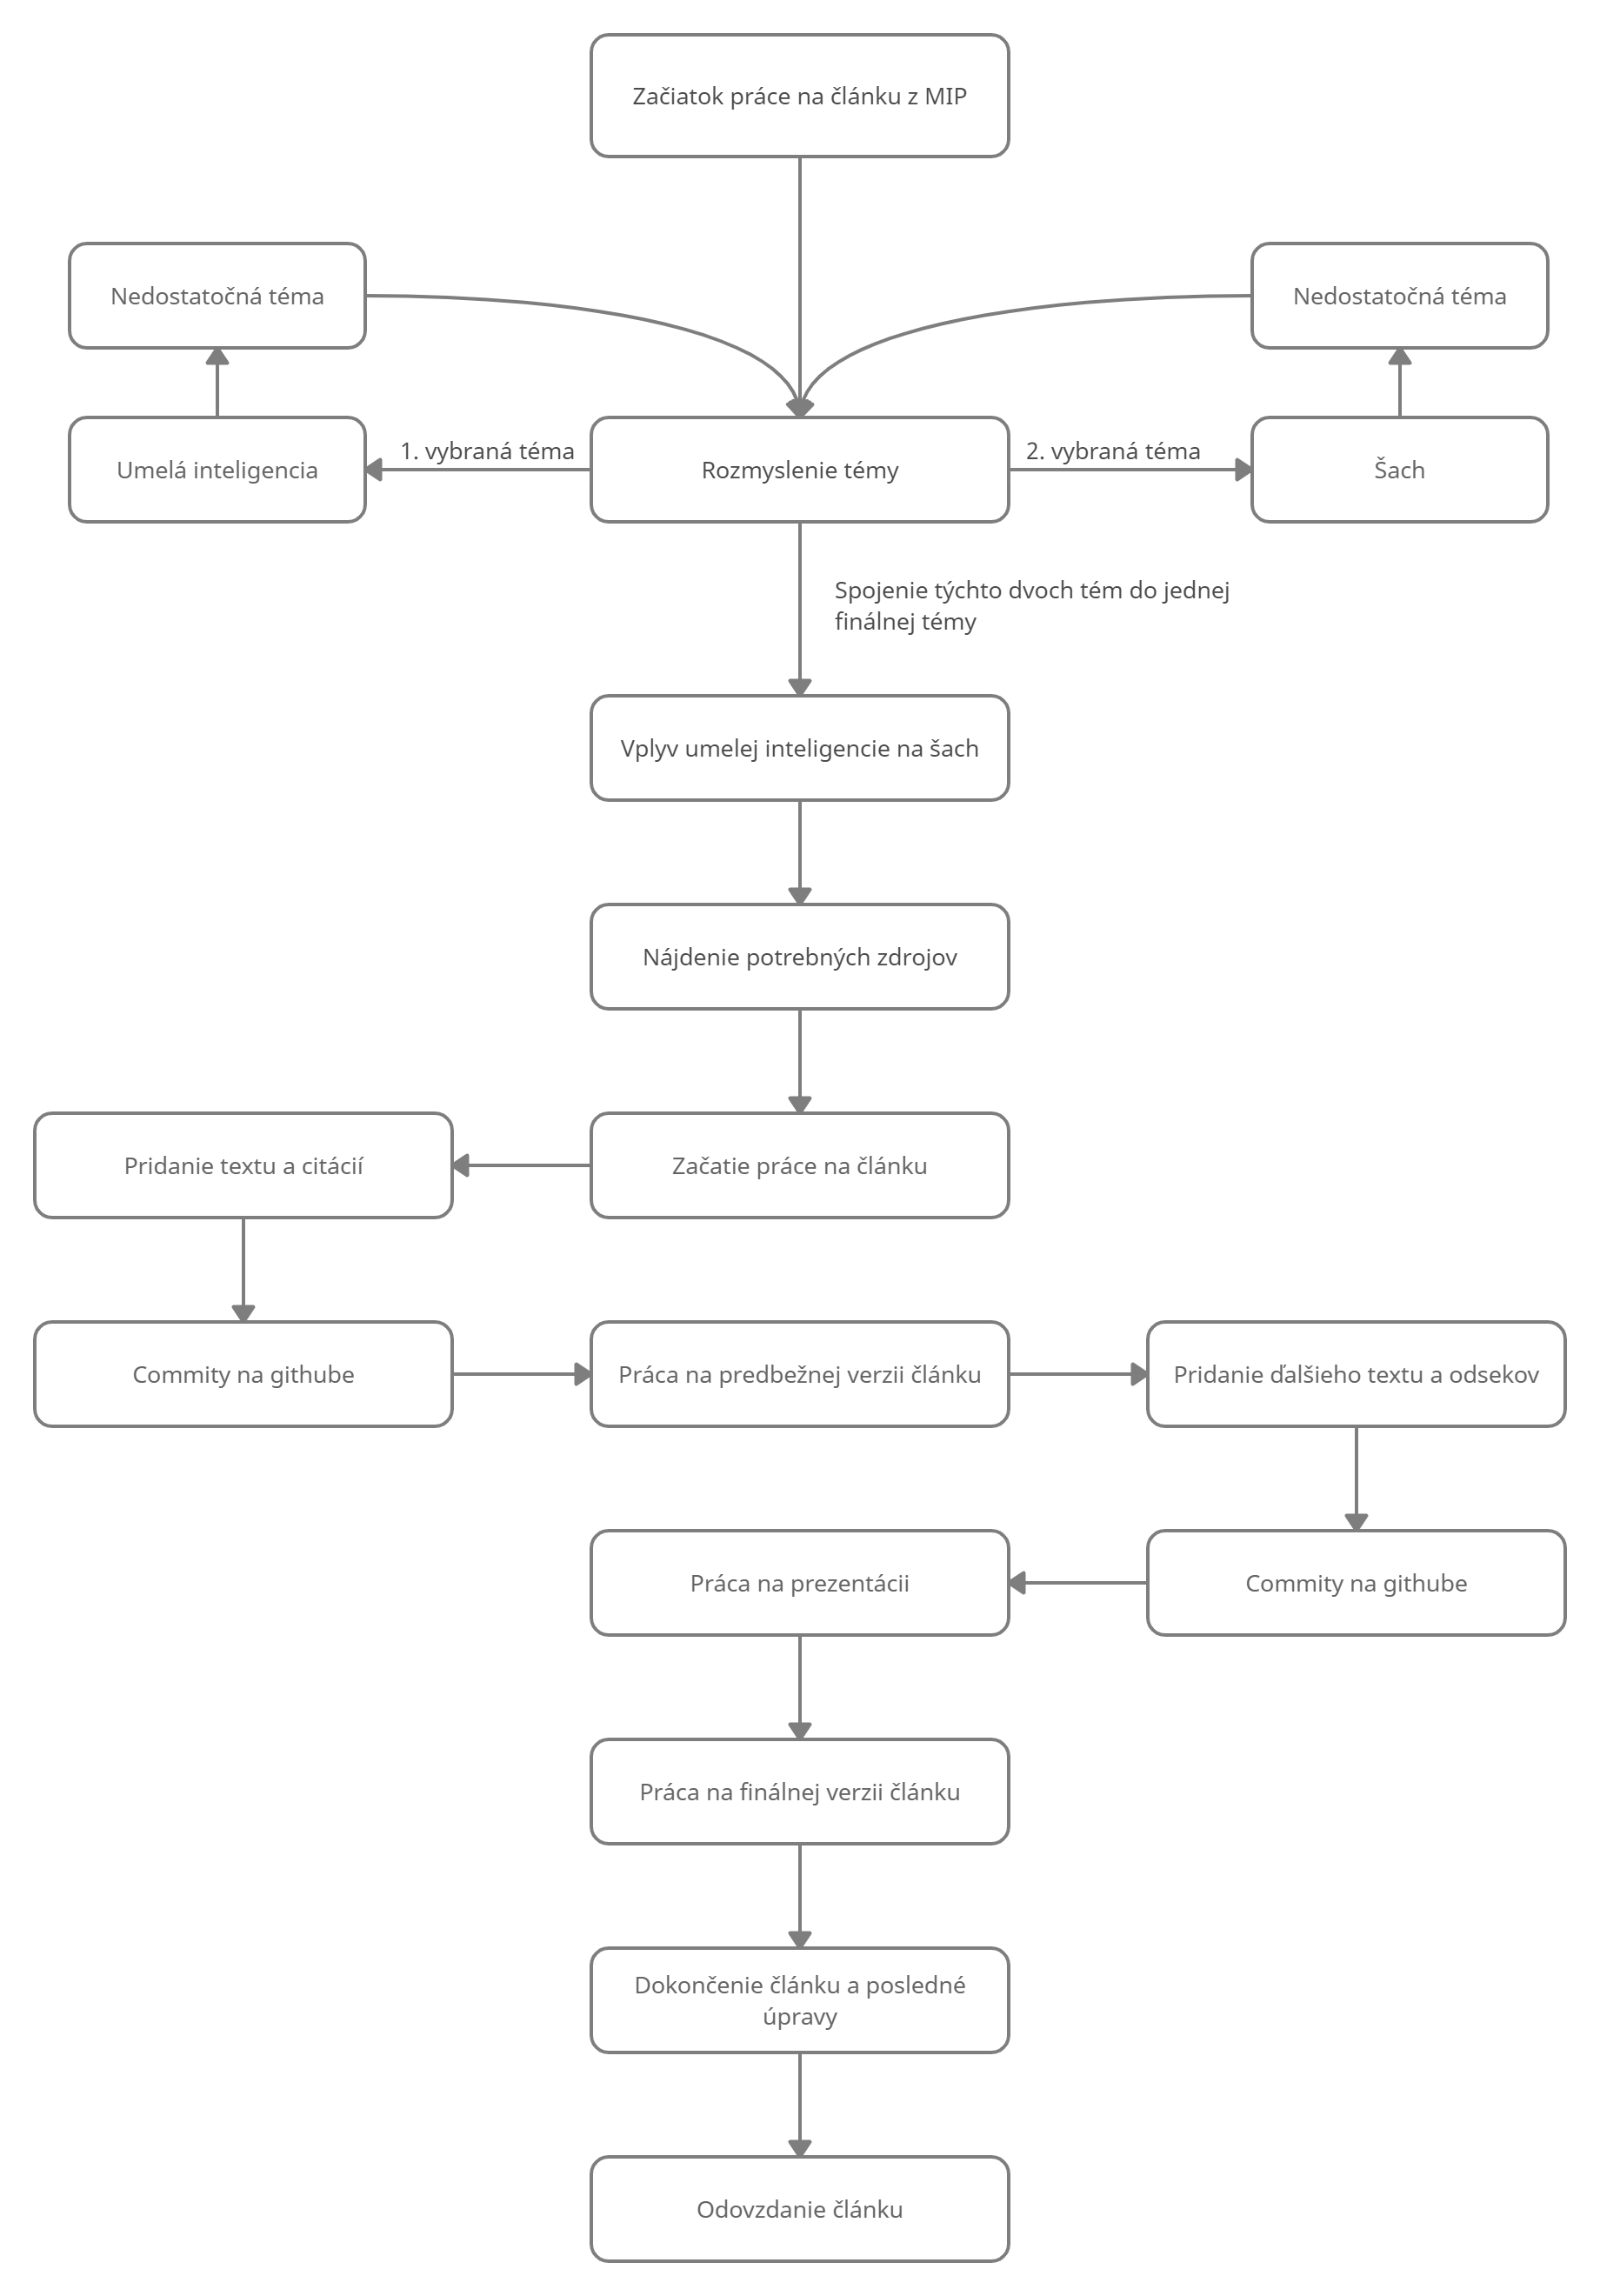 Začiatok práce na článku z MIP
Nedostatočná téma
Nedostatočná téma
Umelá inteligencia
1. vybraná téma
Rozmyslenie témy
2. vybraná téma
Šach
Spojenie týchto dvoch tém do jednej
finálnej témy
Vplyv umelej inteligencie na šach
Nájdenie potrebných zdrojov
Pridanie textu a citácií
Začatie práce na článku
Commity na githube
Práca na predbežnej verzii článku
Pridanie ďalšieho textu a odsekov
Práca na prezentácii
Commity na githube
Práca na finálnej verzii článku
Dokončenie článku a posledné
úpravy
Odovzdanie článku